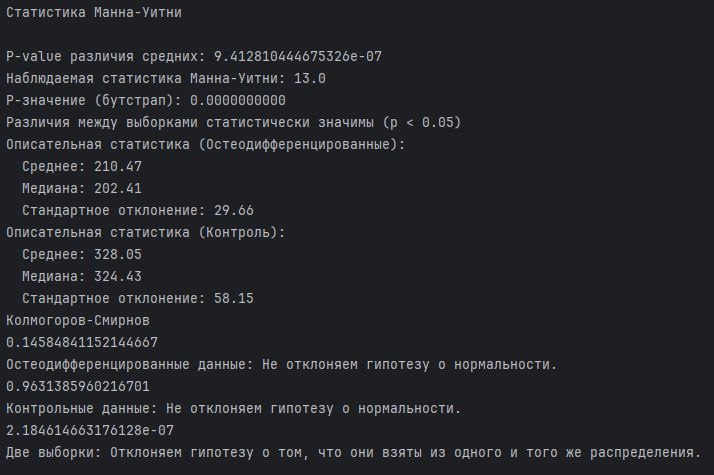 Статистика Манна-Уитни
P-value различия средних: 9.412810444675326e-07
Наблюдаемая статистика Манна-Уитни: 13.0
P-значение (бутстрап): 0.0000000000
Различия между выборками статистически значимы (p < 0.05)
Описательная статистика (Остеодифференцированные):
Среднее: 210.47
Медиана: 202.41
Стандартное отклонение: 29.66
Описательная статистика (Контроль):
Среднее: 328.05
Медиана: 324.43
Стандартное отклонение: 58.15
Колмогоров-Смирнов
0.14584841152144667
Остеодифференцированные данные: Не отклоняем гипотезу о нормальности.
0.9631385960216701
Контрольные данные: Не отклоняем гипотезу о нормальности.
2.184614663176128e-07
Две выборки: Отклоняем гипотезу о том, что они взяты из одного и того же распределения.